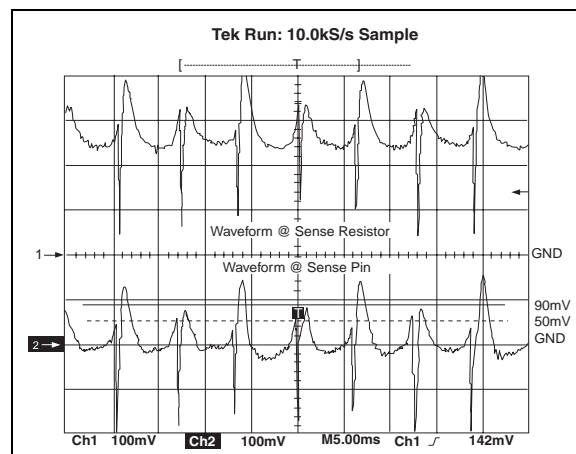 Tek Run: 10.0kS/s Sample
[ T ]
Waveform @ Sense Resistor
1 GND
Waveform @ Sense Pin
90mV
T
50mV
2 GND
Ch1 100mV Ch2 100mV M5.00ms Ch1 142mV